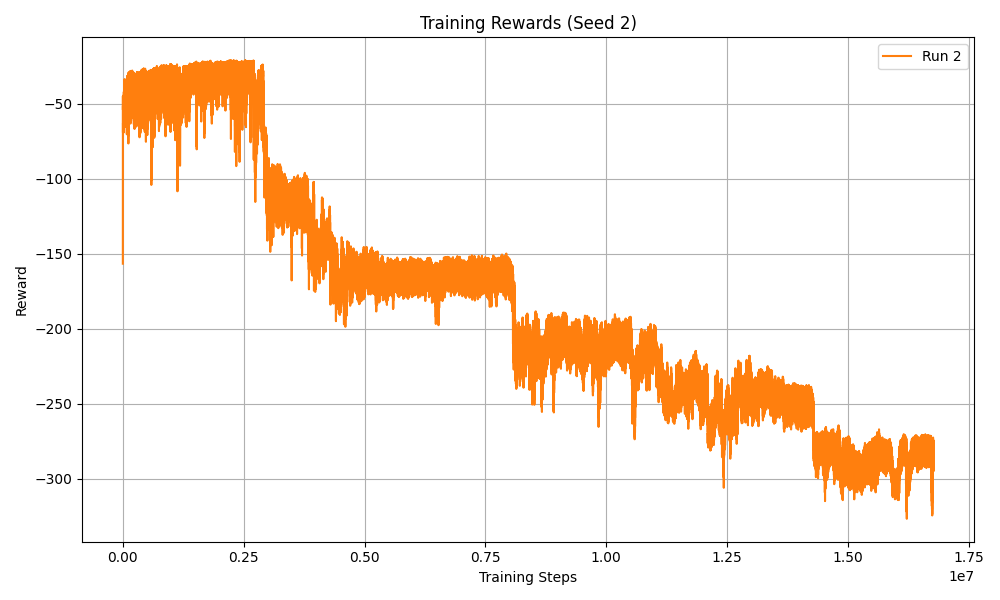 Training Rewards (Seed 2)
Run 2
Reward
−50
−100
−150
−200
−250
−300
0.00 0.25 0.50 0.75 1.00 1.25 1.50 1.75
1e7
Training Steps